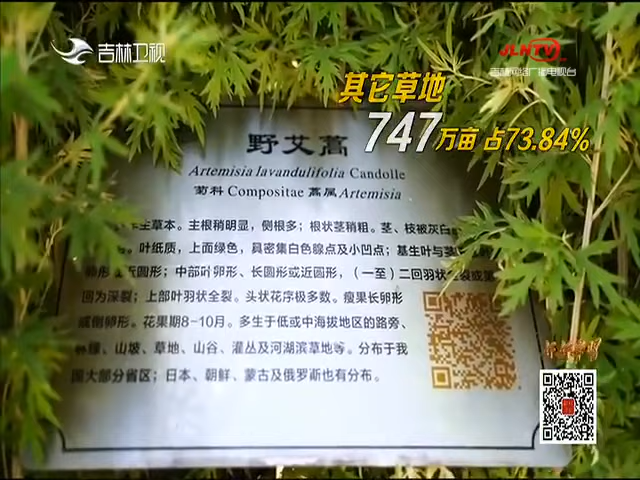 吉林卫视
JLNTV
吉林网络广播电视台
其它草地
747万亩 占73.84%
野艾蒿
Artemisia lavandulifolia Candolle
菊科 Compositae 蒿属 Artemisia
生草本。主根稍明显，侧根多；根状茎稍粗。茎、枝被灰白
叶纸质，上面绿色，具密集白色腺点及小凹点；基生叶与茎
卵形或近圆形；中部叶卵形、长圆形或近圆形，（一至）二回羽状全裂或第
回为深裂；上部叶羽状全裂。头状花序极多数。瘦果长卵形
或倒卵形。花果期8-10月。多生于低或中海拔地区的路旁、
林缘、山坡、草地、山谷、灌丛及河湖滨草地等。分布于我
国大部分省区；日本、朝鲜、蒙古及俄罗斯也有分布。